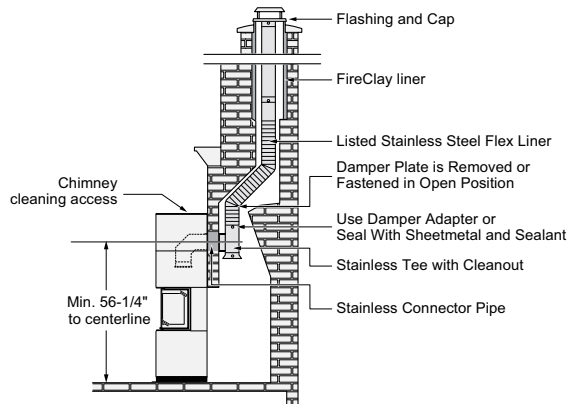 Flashing and Cap
FireClay liner
Listed Stainless Steel Flex Liner
Damper Plate is Removed or
Fastened in Open Position
Chimney
cleaning access
Use Damper Adapter or
Seal With Sheetmetal and Sealant
Stainless Tee with Cleanout
Min. 56-1/4"
to centerline
Stainless Connector Pipe